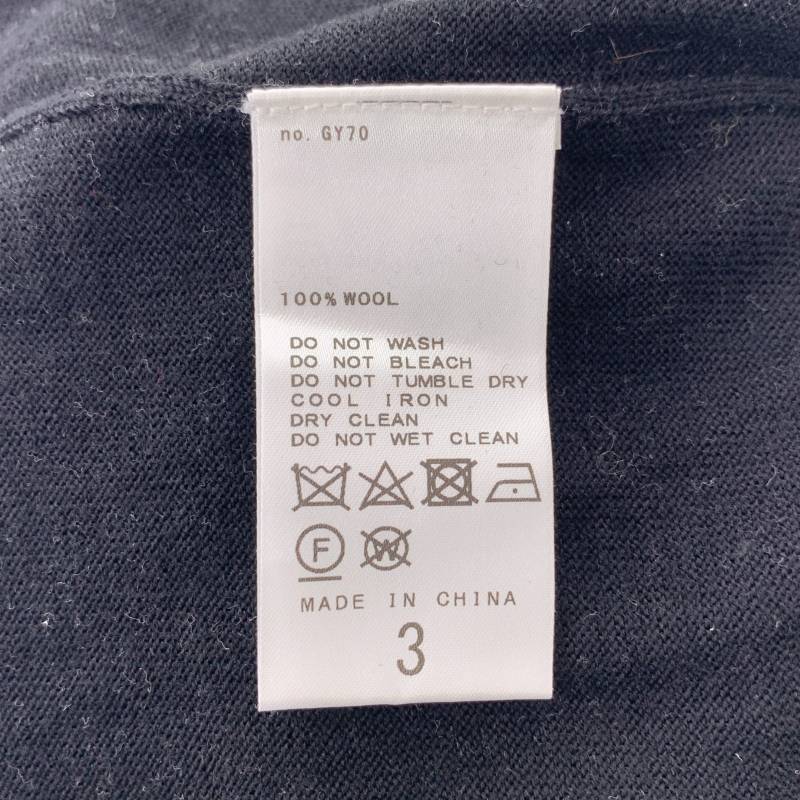 no. GY70
100% WOOL
DO NOT WASH
DO NOT BLEACH
DO NOT TUMBLE DRY
COOL IRON
DRY CLEAN
DO NOT WET CLEAN
F W
MADE IN CHINA
3